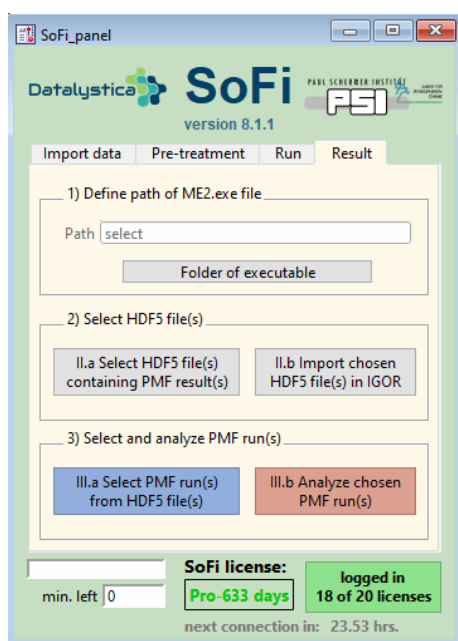 SoFi_panel
Datalystica
SoFi
PAUL SCHERRER INSTITUT
PSI
version 8.1.1
Import data Pre-treatment Run Result
1) Define path of ME2.exe file
Path select
Folder of executable
2) Select HDF5 file(s)
II.a Select HDF5 file(s)
containing PMF result(s)
II.b Import chosen
HDF5 file(s) in IGOR
3) Select and analyze PMF run(s)
III.a Select PMF run(s)
from HDF5 file(s)
III.b Analyze chosen
PMF run(s)
SoFi license:
min. left 0
Pro-633 days
logged in
18 of 20 licenses
next connection in: 23.53 hrs.